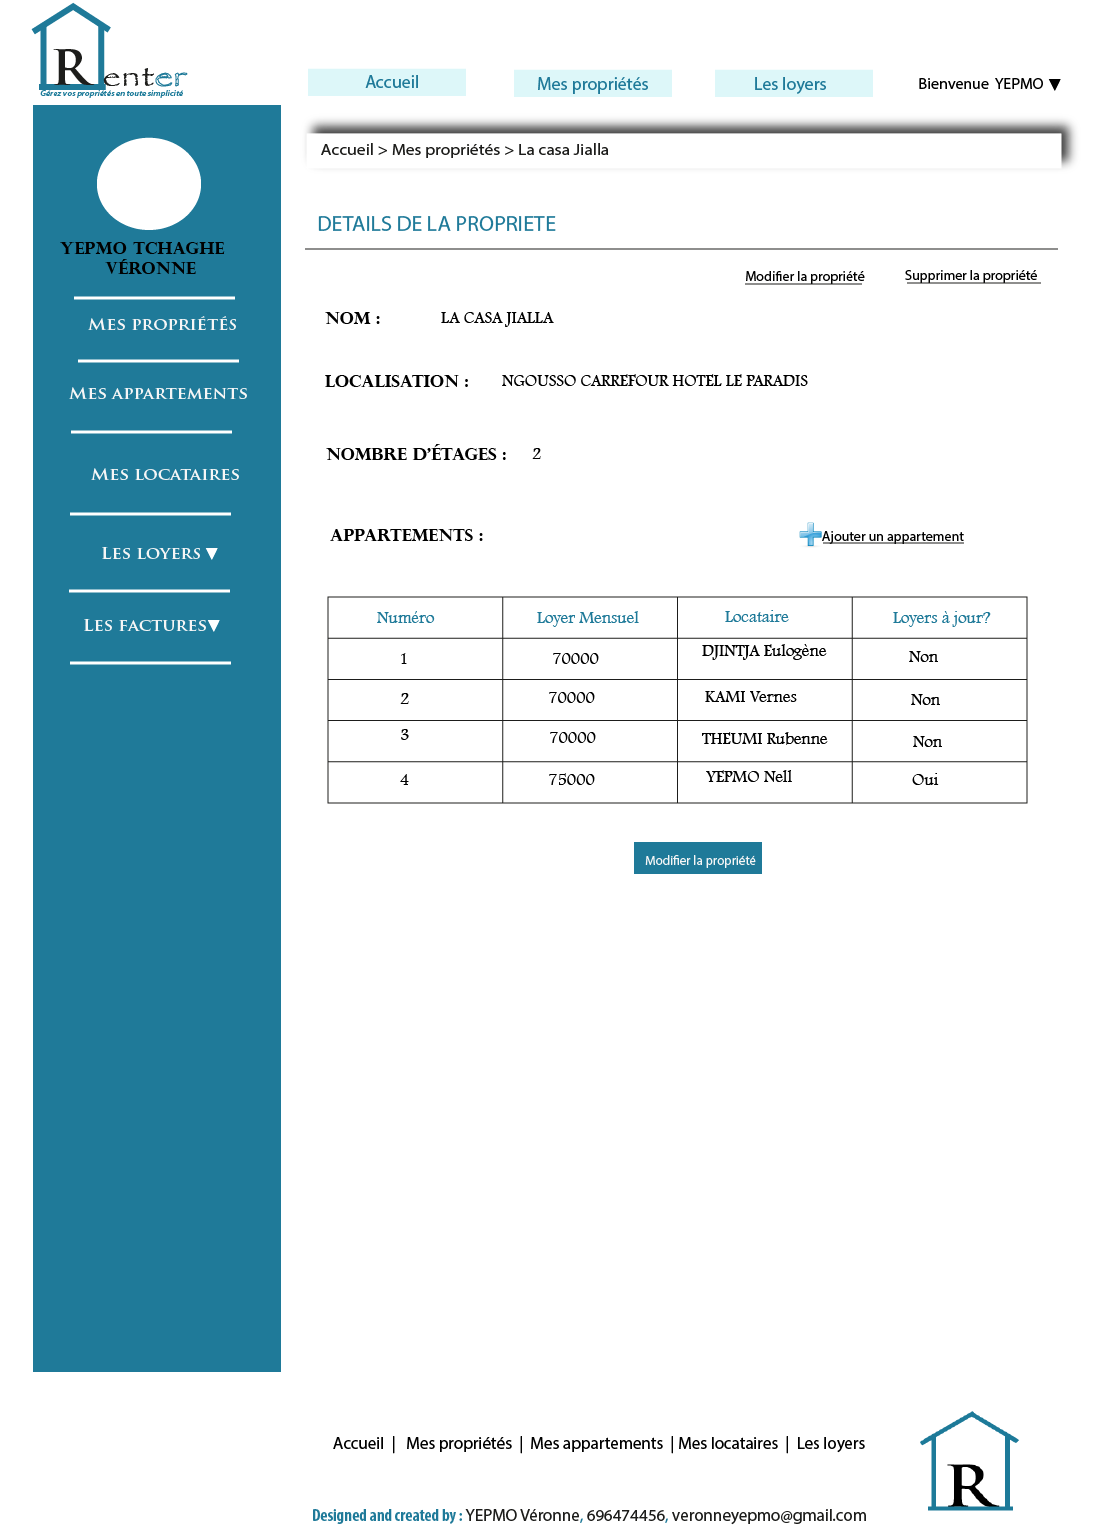 Renter
Gérez vos propriétés en toute simplicité
Accueil
Mes propriétés
Les loyers
Bienvenue YEPMO ▼
Accueil > Mes propriétés > La casa Jialla
YEPMO TCHAGHE
VÉRONNE
Mes propriétés
Mes appartements
Mes locataires
Les loyers ▼
Les factures▼
DETAILS DE LA PROPRIETE
Modifier la propriété
Supprimer la propriété
NOM : LA CASA JIALLA
LOCALISATION : NGOUSSO CARREFOUR HOTEL LE PARADIS
NOMBRE D'ÉTAGES : 2
APPARTEMENTS :
Ajouter un appartement
Numéro Loyer Mensuel Locataire Loyers à jour?
1 70000 DJINTJA Eulogène Non
2 70000 KAMI Vernes Non
3 70000 THEUMI Rubenne Non
4 75000 YEPMO Nell Oui
Modifier la propriété
Accueil | Mes propriétés | Mes appartements | Mes locataires | Les loyers
R
Designed and created by : YEPMO Véronne, 696474456, veronneyepmo@gmail.com